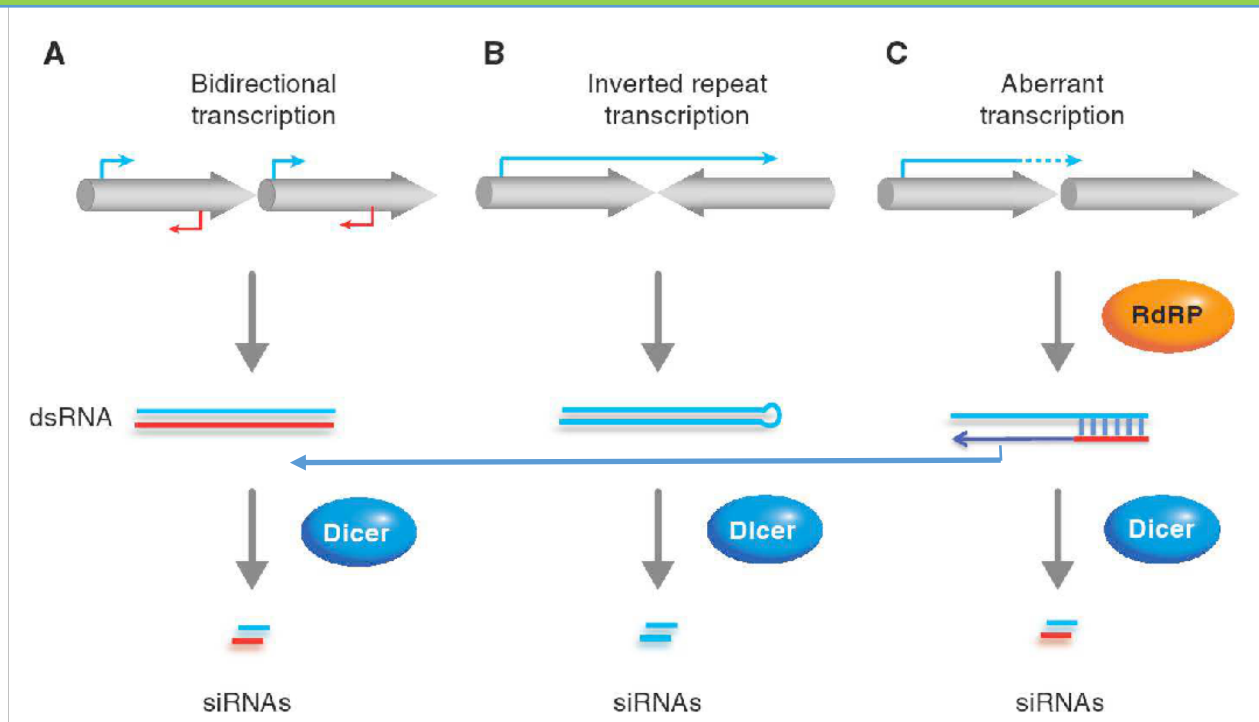 A
Bidirectional
transcription
B
Inverted repeat
transcription
C
Aberrant
transcription
RdRP
dsRNA
Dicer
DIcer
Dicer
siRNAs
siRNAs
siRNAs